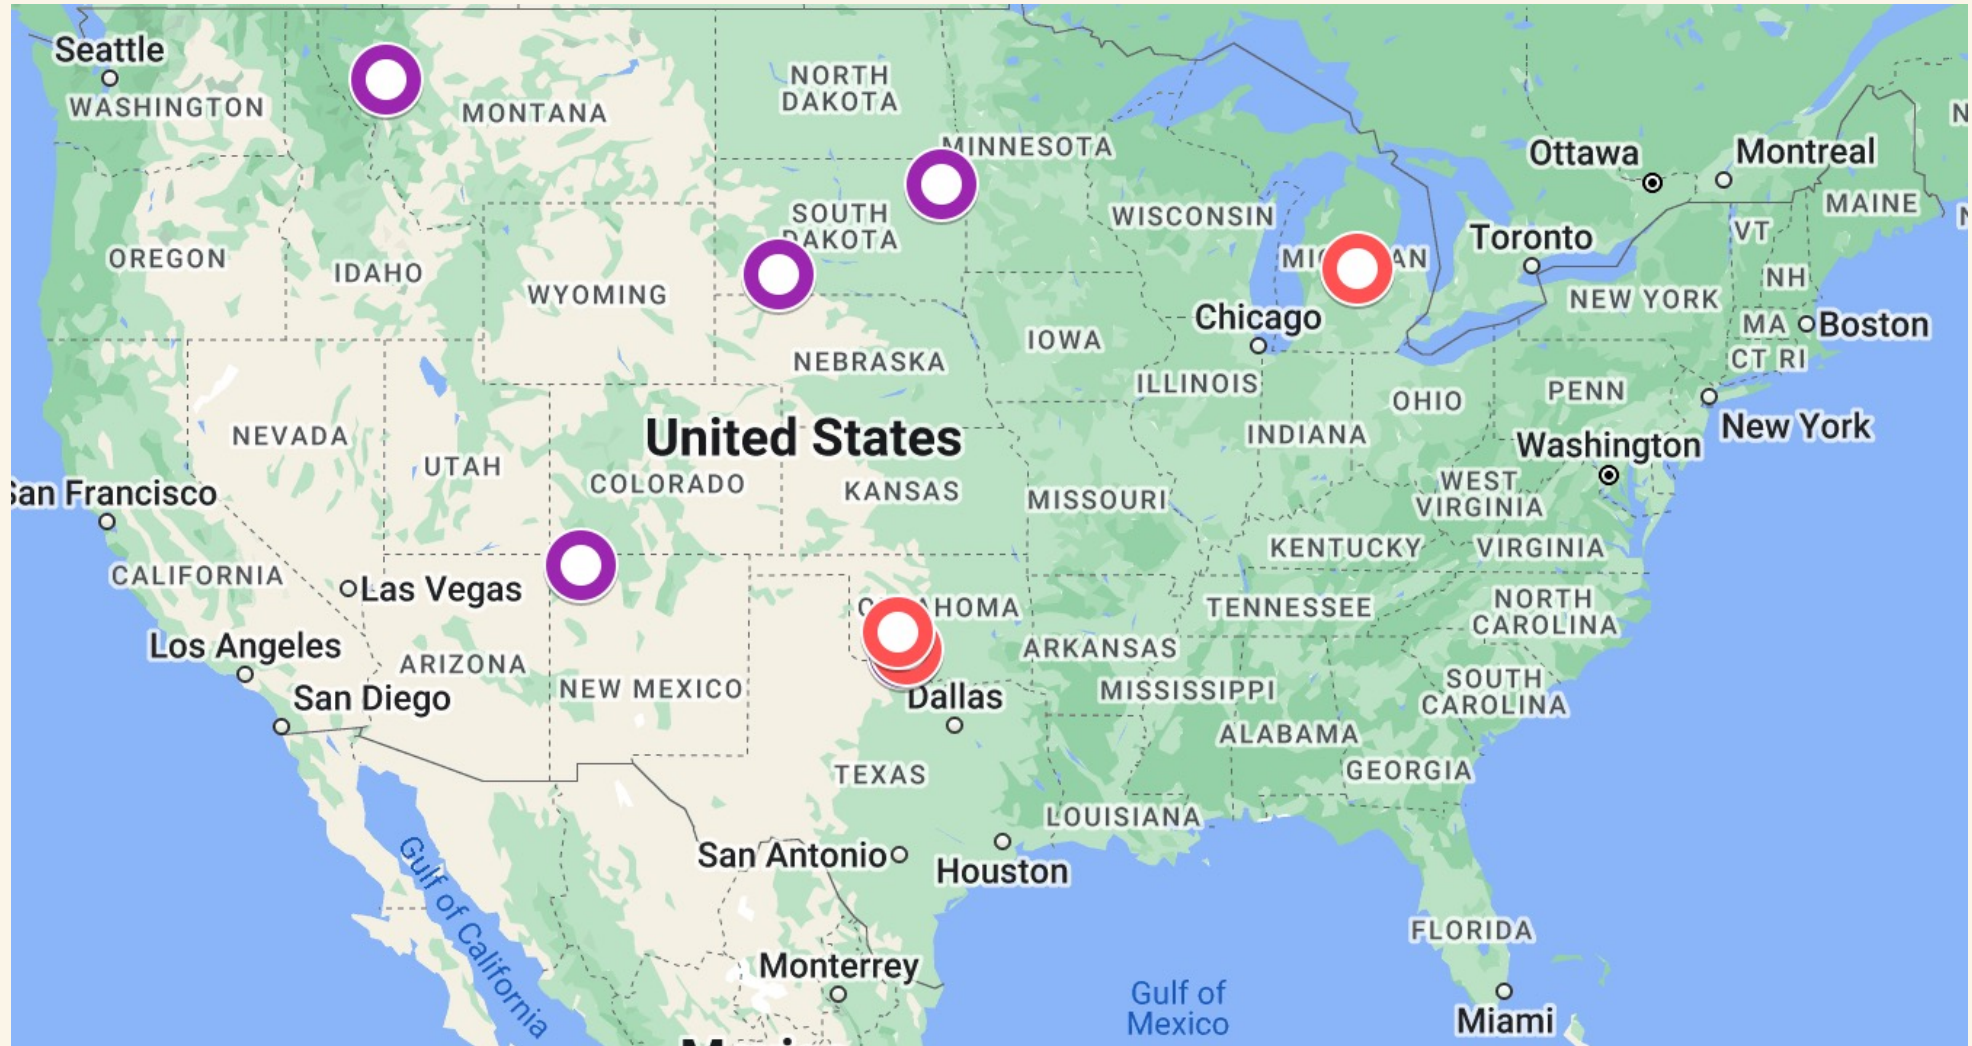 Seattle
WASHINGTON
MONTANA
NORTH
DAKOTA
MINNESOTA
Ottawa
Montreal
MAINE
OREGON
IDAHO
WYOMING
SOUTH
DAKOTA
WISCONSIN
Toronto
VT
NH
NEW YORK
MA
Boston
CT RI
Chicago
IOWA
NEBRASKA
ILLINOIS
OHIO
PENN
New York
NEVADA
UTAH
United States
COLORADO
KANSAS
MISSOURI
INDIANA
Washington
WEST
VIRGINIA
San Francisco
CALIFORNIA
Las Vegas
KENTUCKY
VIRGINIA
Los Angeles
ARIZONA
NEW MEXICO
TENNESSEE
NORTH
CAROLINA
ARKANSAS
San Diego
Dallas
MISSISSIPPI
SOUTH
CAROLINA
ALABAMA
TEXAS
GEORGIA
LOUISIANA
San Antonio
Houston
Gulf of California
FLORIDA
Monterrey
Gulf of
Mexico
Miami